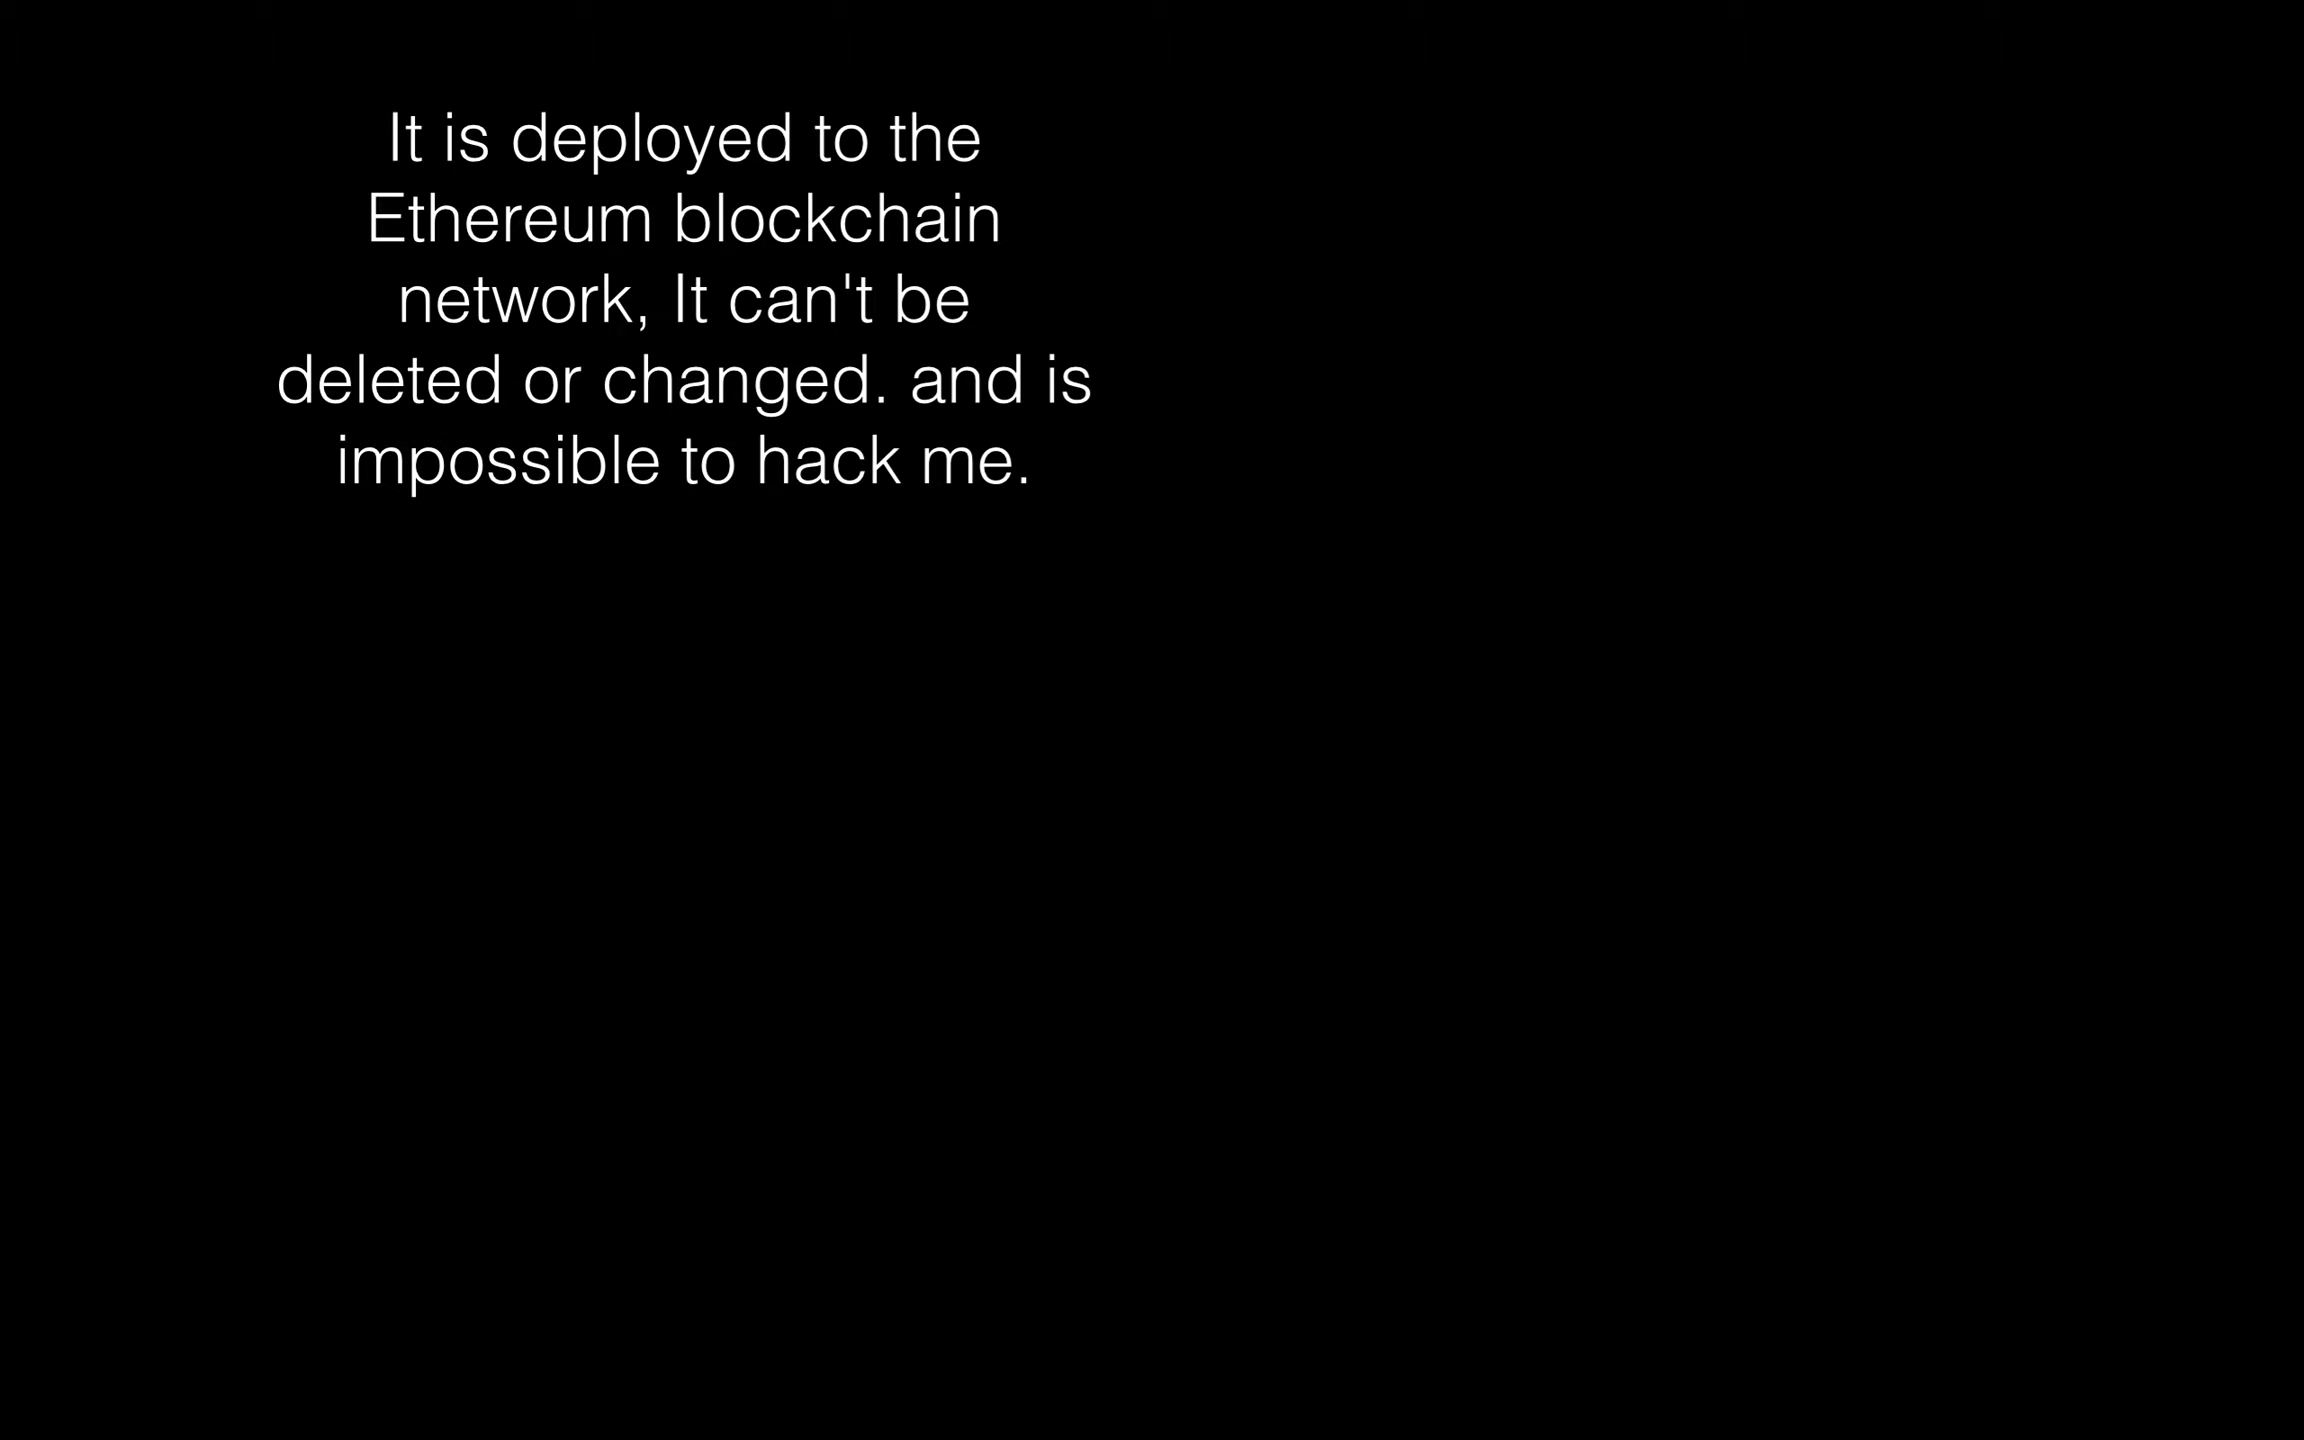 It is deployed to the
Ethereum blockchain
network, It can't be
deleted or changed. and is
impossible to hack me.